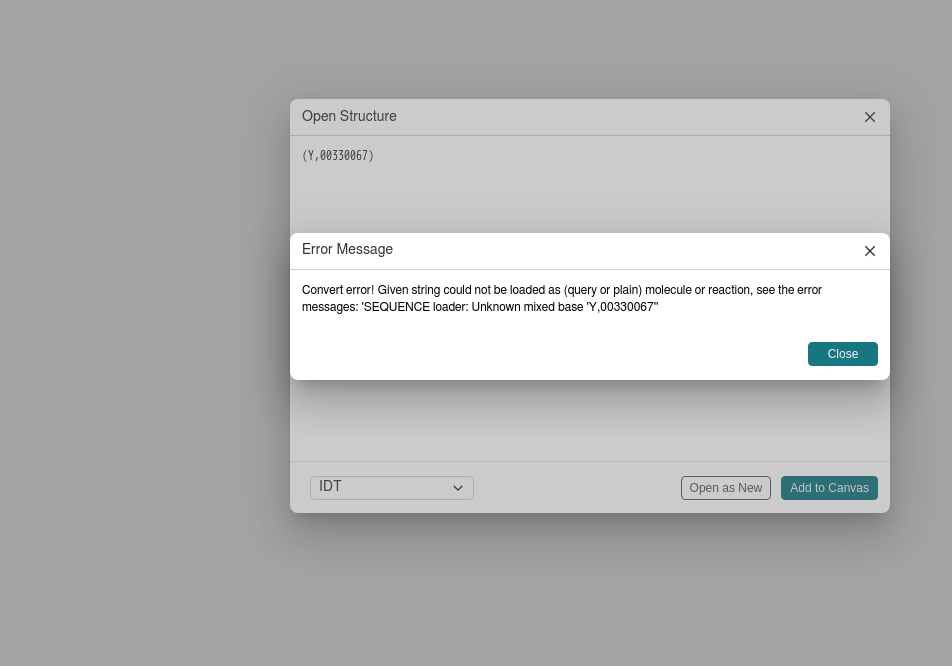 Open Structure
(Y,00330067)
Error Message
Convert error! Given string could not be loaded as (query or plain) molecule or reaction, see the error
messages: 'SEQUENCE loader: Unknown mixed base 'Y,00330067''
Close
IDT
Open as New
Add to Canvas